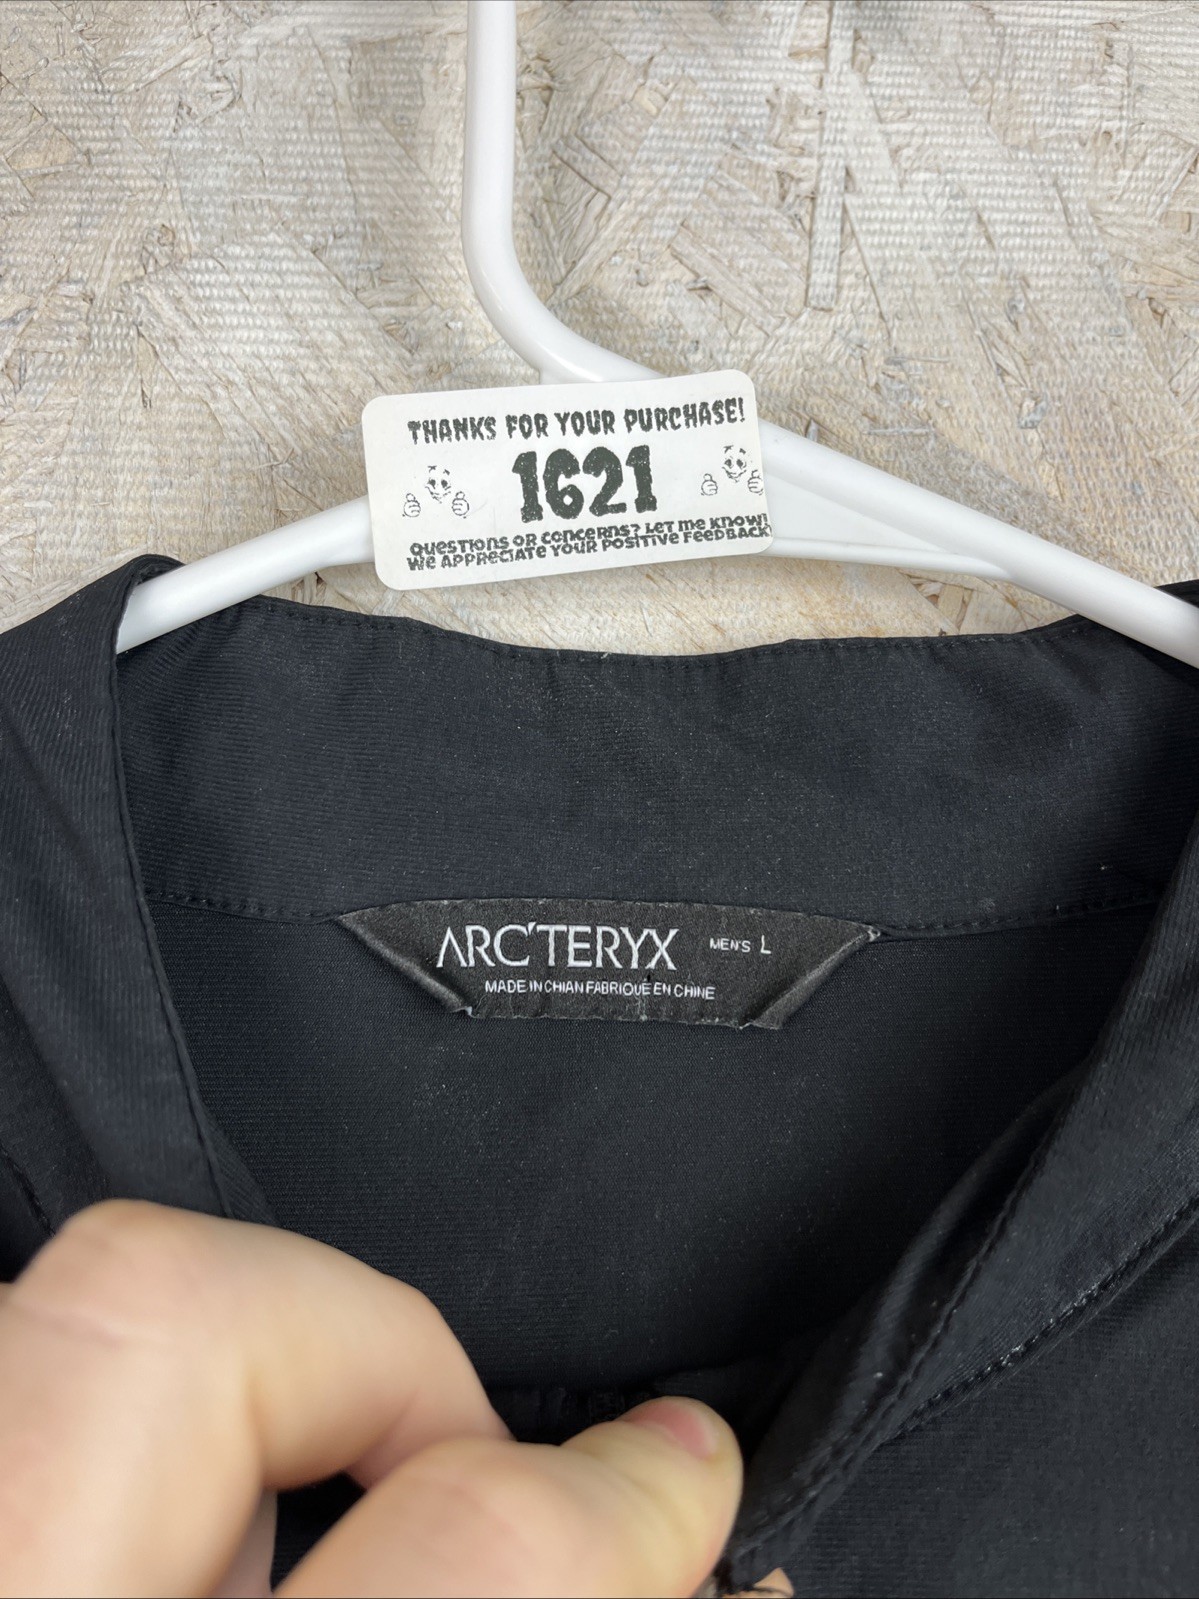 THANKS FOR YOUR PURCHASE!
1621
QUESTIONS OR CONCERNS? LET ME KNOW!
WE APPRECIATE YOUR POSITIVE FEEDBACK
ARC'TERYX MEN'S L
MADE IN CHIAN FABRIQUE EN CHINE